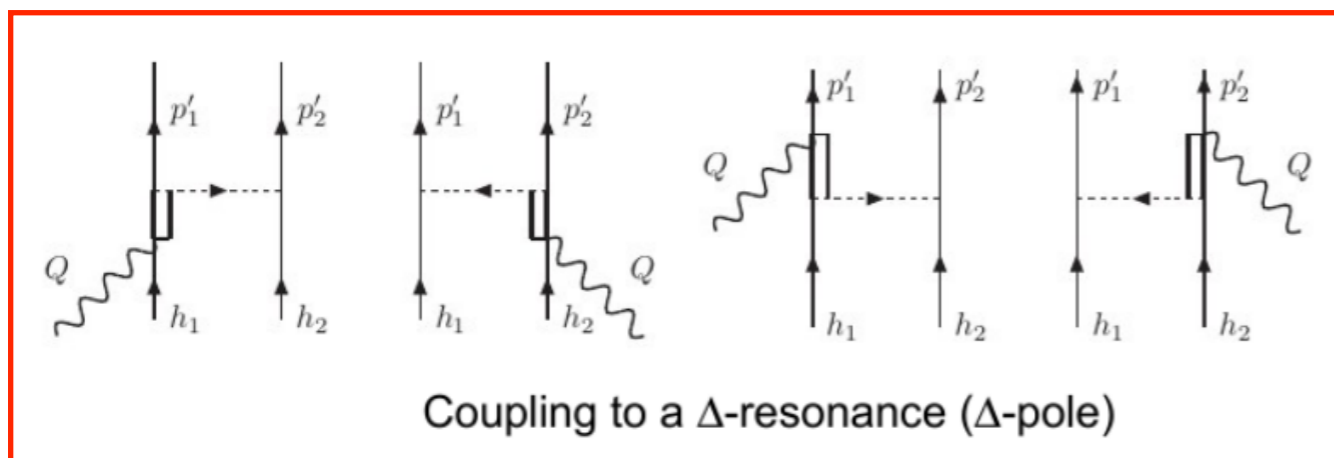 p′₁ p′₂ p′₁ p′₂ p′₁ p′₂ p′₁ p′₂
Q Q Q Q
h₁ h₂ h₁ h₂ h₁ h₂ h₁ h₂
Coupling to a Δ-resonance (Δ-pole)